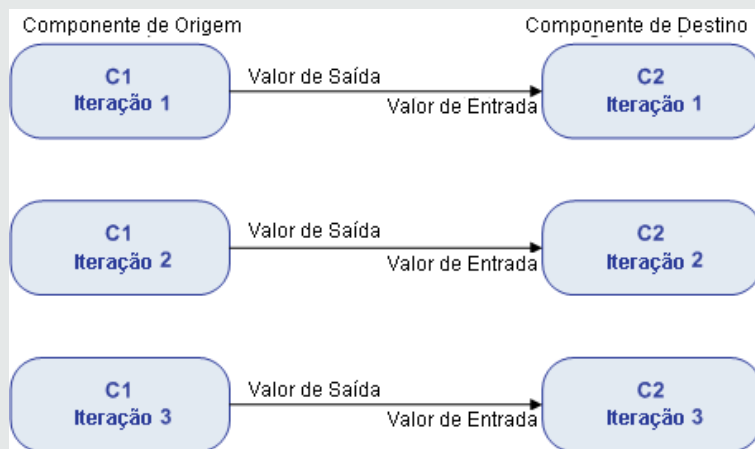 Componente de Origem
Componente de Destino
C1
Iteração 1
Valor de Saída
Valor de Entrada
C2
Iteração 1
C1
Iteração 2
Valor de Saída
Valor de Entrada
C2
Iteração 2
C1
Iteração 3
Valor de Saída
Valor de Entrada
C2
Iteração 3